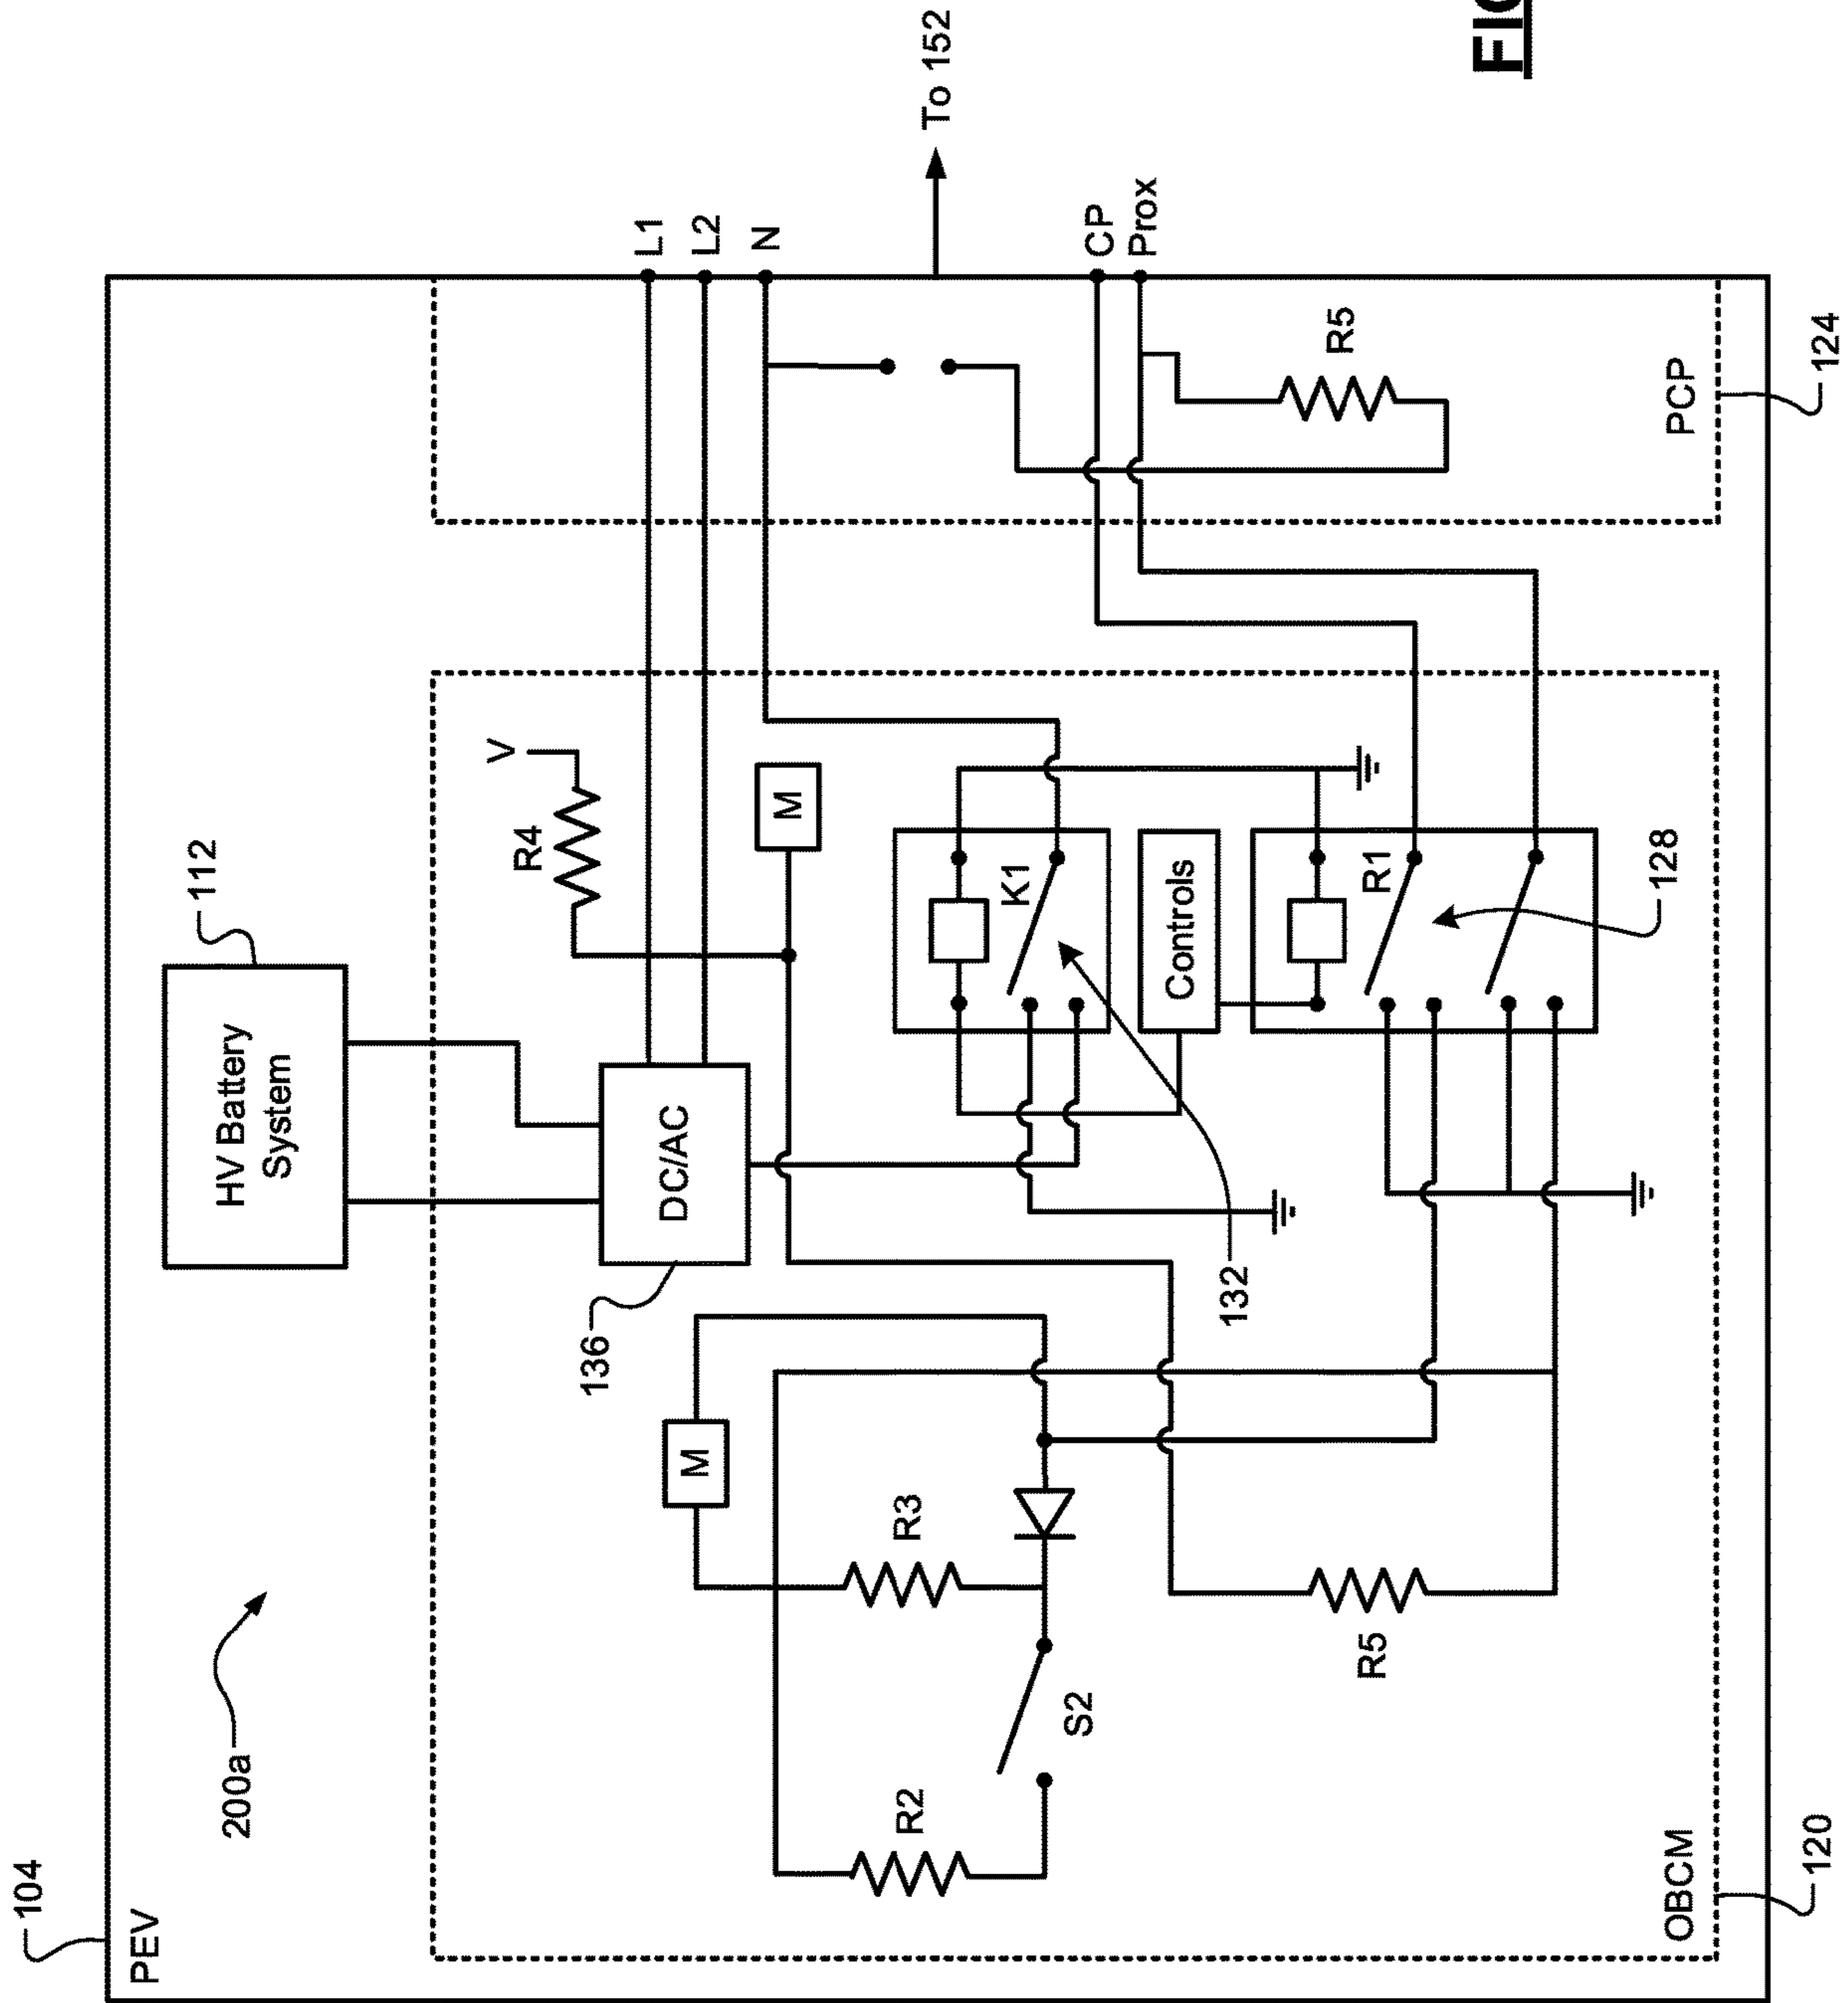 104
PEV
200a
112
HV Battery
System
136
DC/AC
R4
V
M
M
L1
L2
N
To 152
CP
Prox
R3
R2
S2
R5
K1
Controls
R1
128
132
R5
PCP
124
OBCM
120